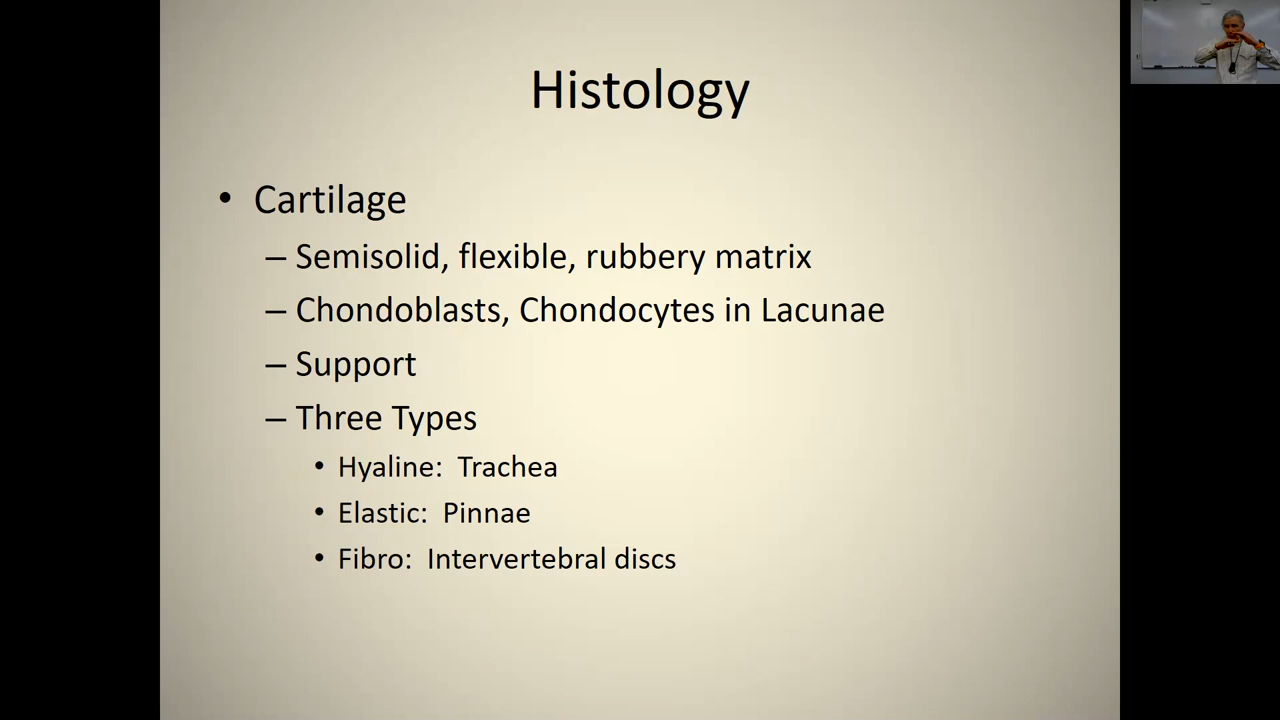 Histology
• Cartilage
– Semisolid, flexible, rubbery matrix
– Chondoblasts, Chondocytes in Lacunae
– Support
– Three Types
• Hyaline: Trachea
• Elastic: Pinnae
• Fibro: Intervertebral discs